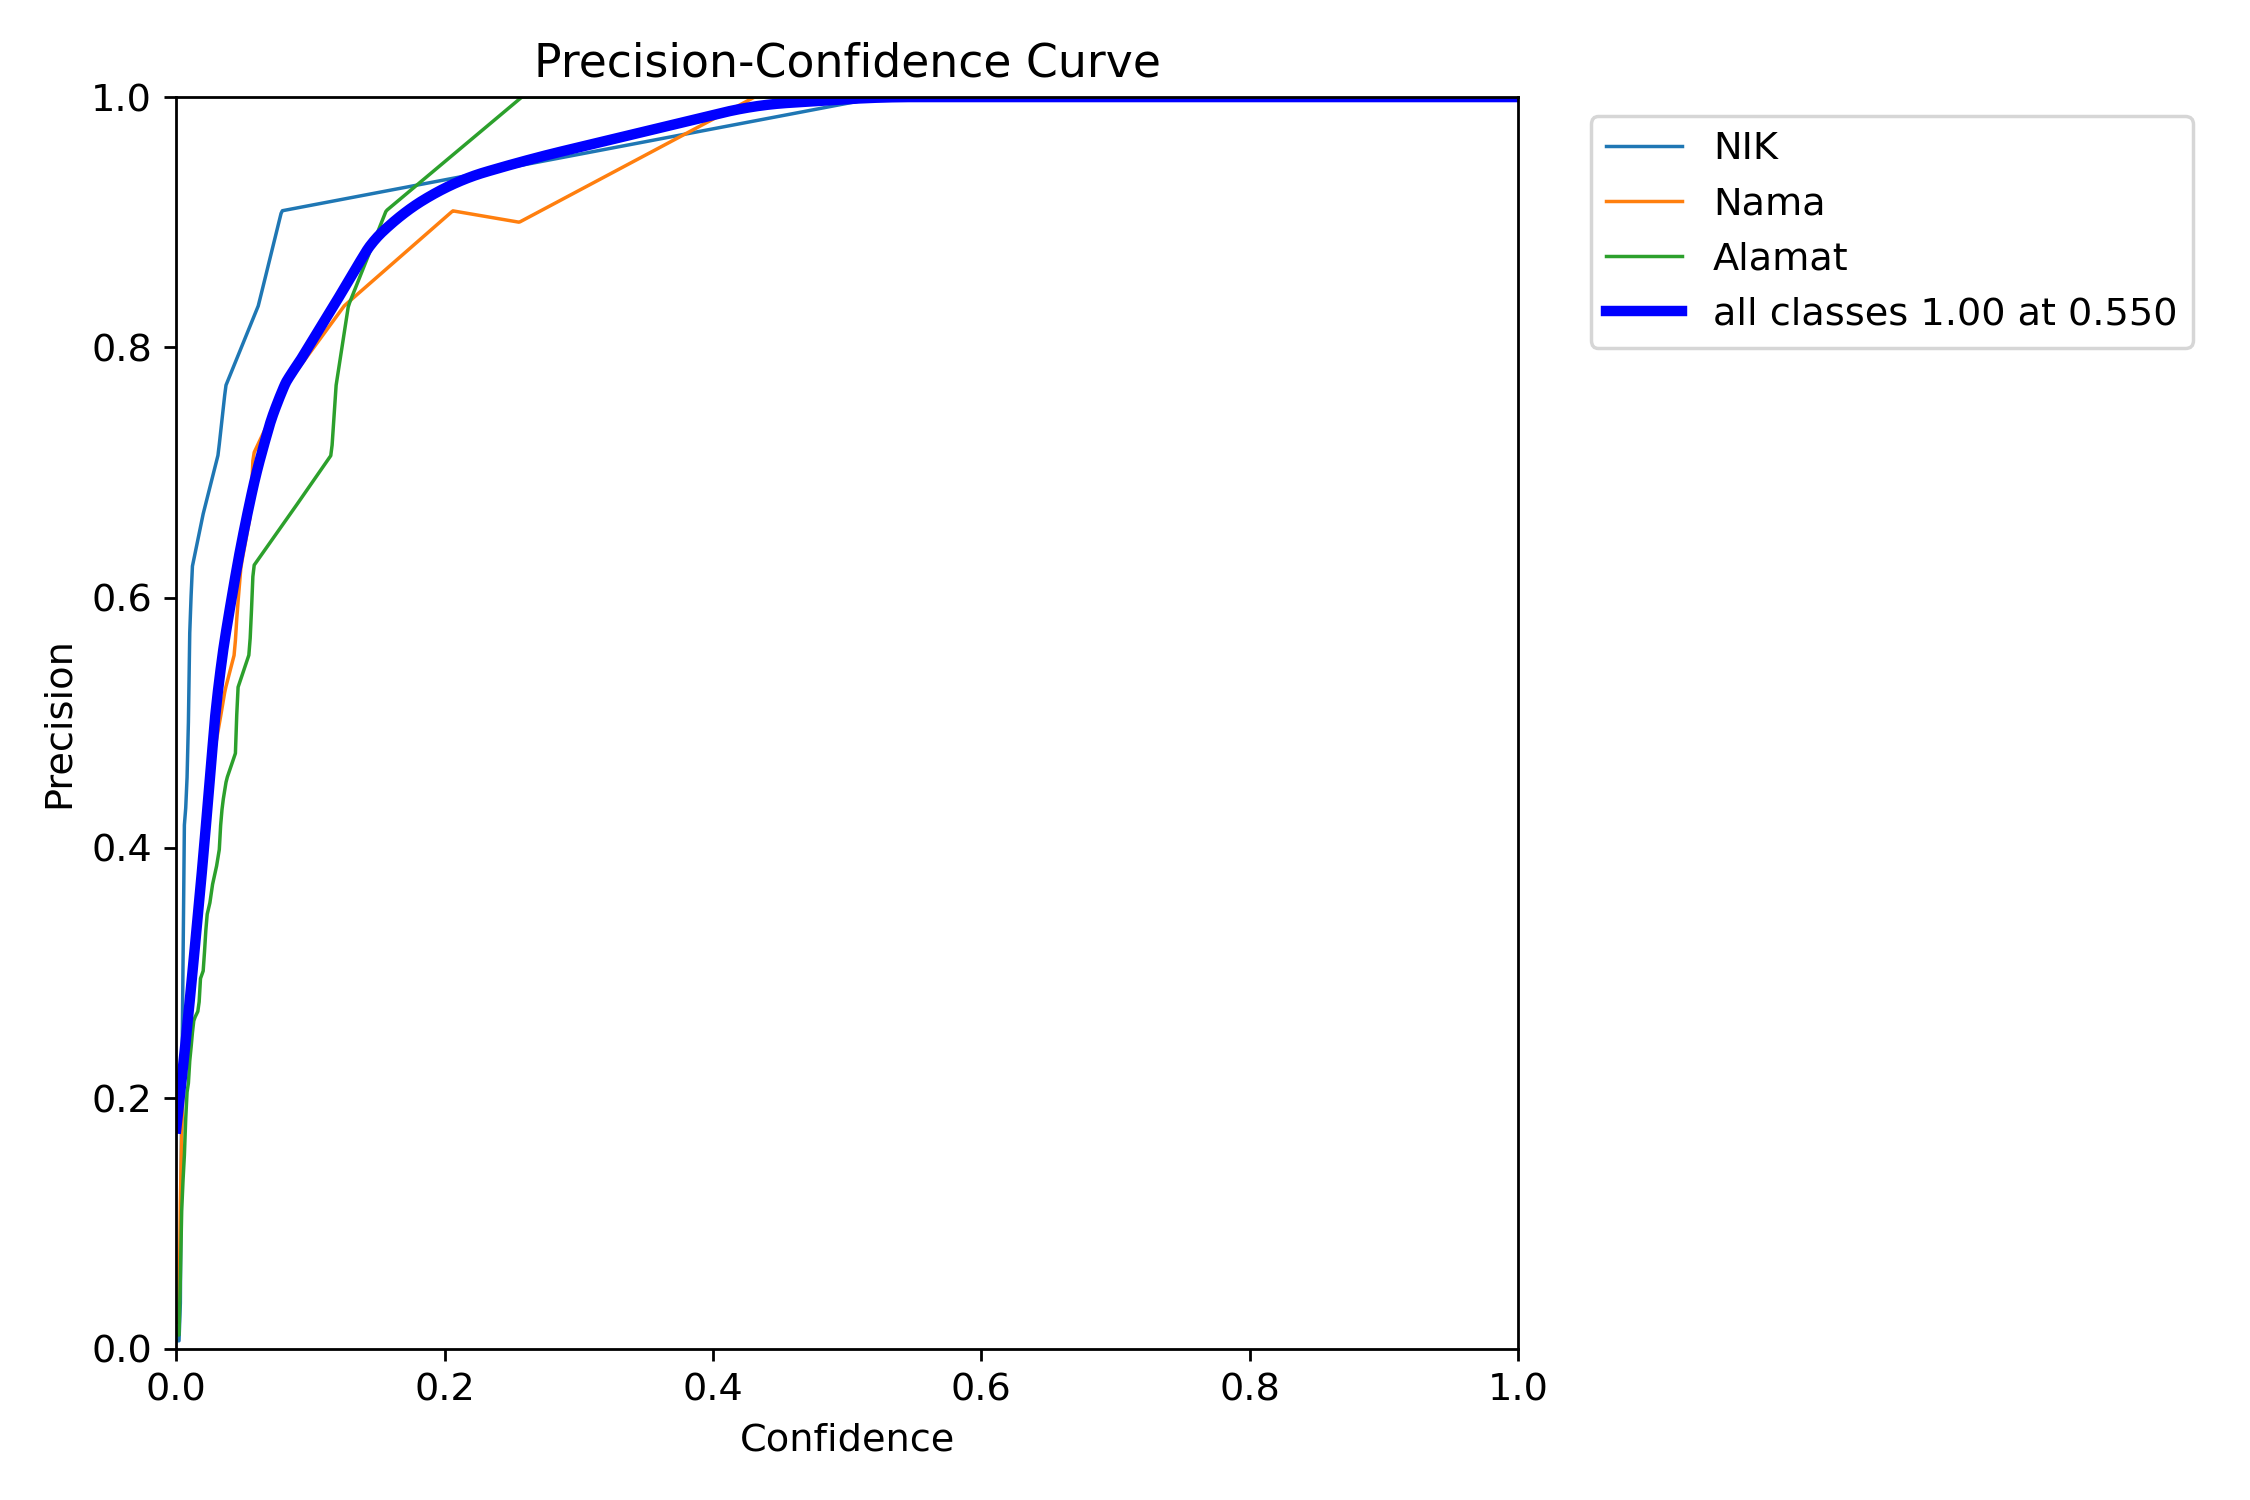 Precision-Confidence Curve
1.0
0.8
0.6
0.4
0.2
0.0
Precision
0.0 0.2 0.4 0.6 0.8 1.0
Confidence
NIK
Nama
Alamat
all classes 1.00 at 0.550